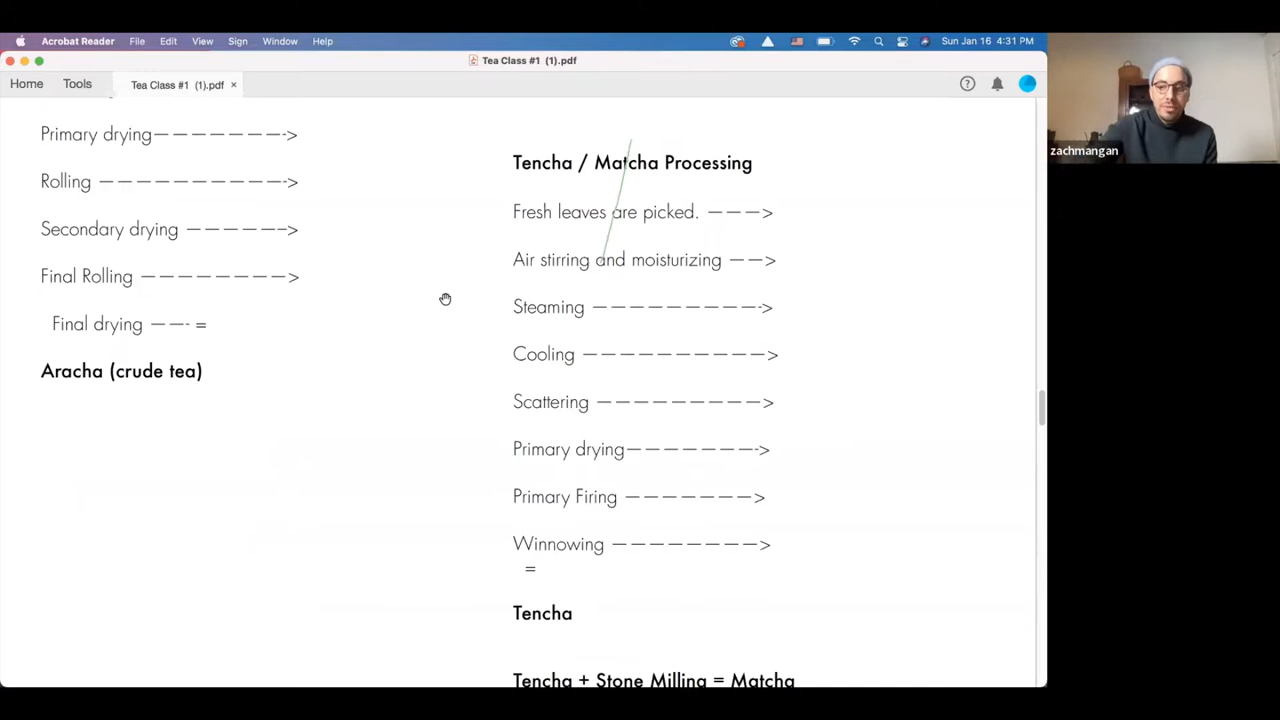 Acrobat Reader File Edit View Sign Window Help Sun Jan 16 4:31 PM
Tea Class #1 (1).pdf
Home Tools Tea Class #1 (1).pdf ×
zachmangan
Primary drying— — — — — — — ->
Rolling — — — — — — — — — — ->
Secondary drying — — — — — ->
Final Rolling — — — — — — — — >
Final drying — — - =
Aracha (crude tea)
Tencha / Matcha Processing
Fresh leaves are picked. — — — >
Air stirring and moisturizing — — >
Steaming — — — — — — — — — ->
Cooling — — — — — — — — — — >
Scattering — — — — — — — — — >
Primary drying— — — — — — — ->
Primary Firing — — — — — — — >
Winnowing — — — — — — — — >
=
Tencha
Tencha + Stone Milling = Matcha